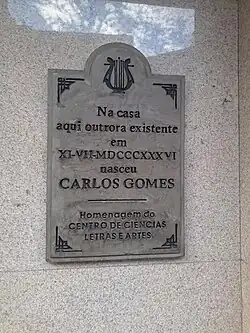 Na casa
aqui outrora existente
em
XI-VII-MDCCCXXXVI
nasceu
CARLOS GOMES
Homenagem do
CENTRO DE CIENCIAS
LETRAS E ARTES